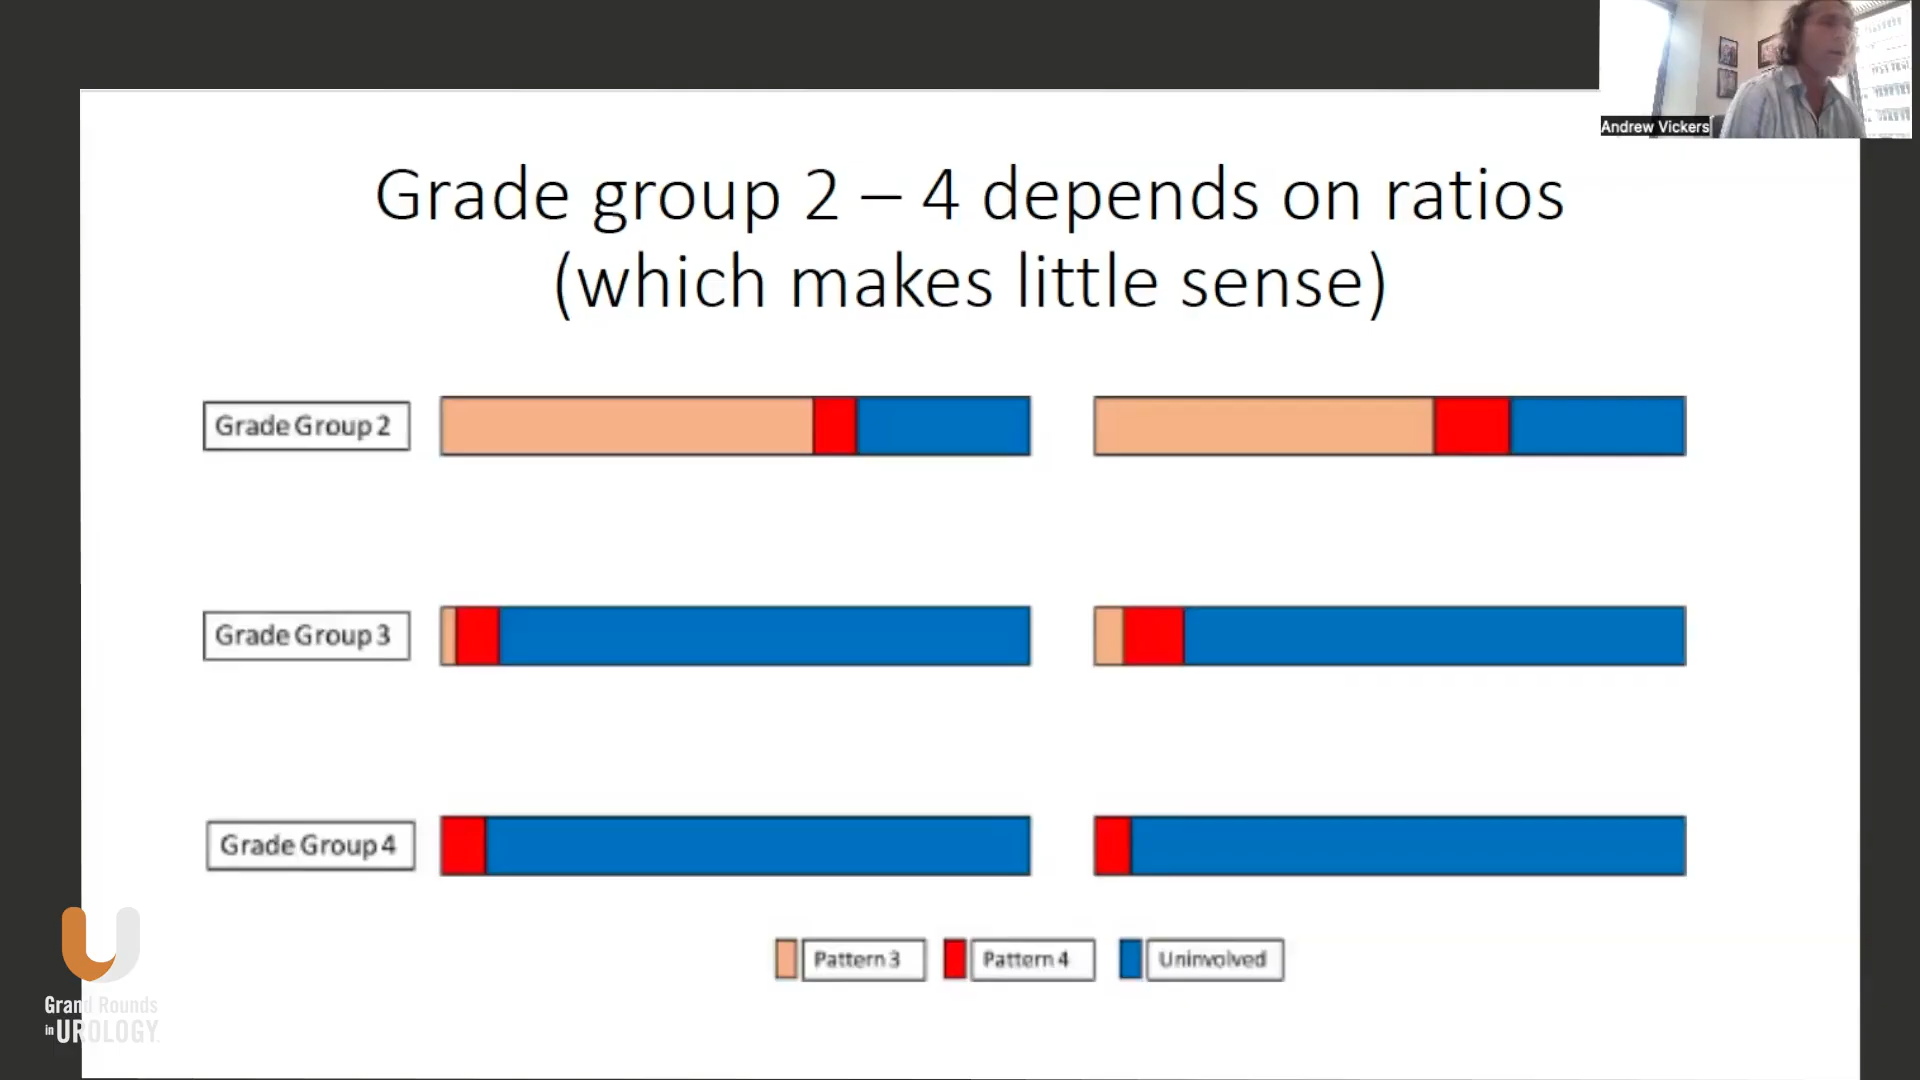 Andrew Vickers
Grade group 2 – 4 depends on ratios
(which makes little sense)
Grade Group 2
Grade Group 3
Grade Group 4
Pattern 3
Pattern 4
Uninvolved
Grand Rounds
in UROLOGY